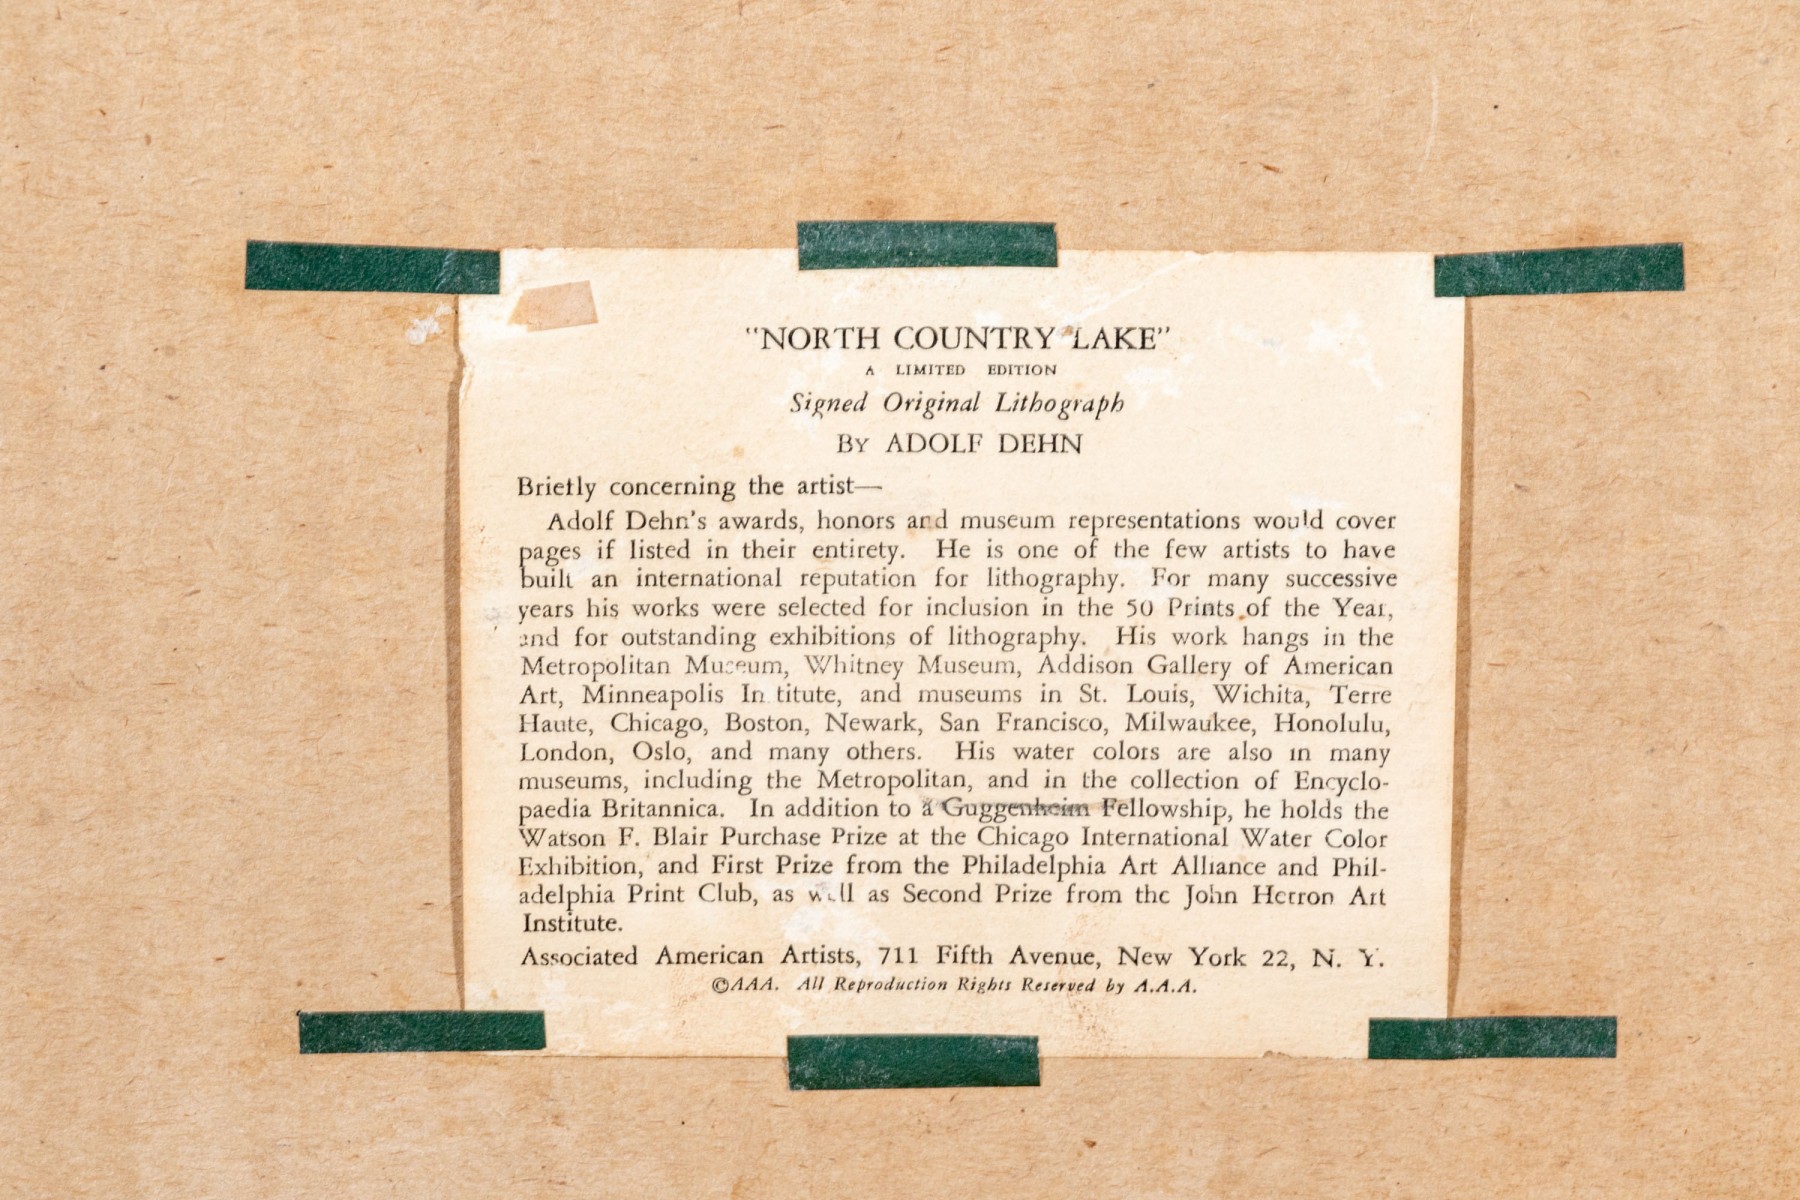 "NORTH COUNTRY LAKE"
A LIMITED EDITION
Signed Original Lithograph
By ADOLF DEHN
Briefly concerning the artist—
Adolf Dehn's awards, honors and museum representations would cover
pages if listed in their entirety. He is one of the few artists to have
built an international reputation for lithography. For many successive
years his works were selected for inclusion in the 50 Prints of the Year,
and for outstanding exhibitions of lithography. His work hangs in the
Metropolitan Museum, Whitney Museum, Addison Gallery of American
Art, Minneapolis In titute, and museums in St. Louis, Wichita, Terre
Haute, Chicago, Boston, Newark, San Francisco, Milwaukee, Honolulu,
London, Oslo, and many others. His water colors are also in many
museums, including the Metropolitan, and in the collection of Encyclo-
paedia Britannica. In addition to a Guggenheim Fellowship, he holds the
Watson F. Blair Purchase Prize at the Chicago International Water Color
Exhibition, and First Prize from the Philadelphia Art Alliance and Phil-
adelphia Print Club, as well as Second Prize from the John Herron Art
Institute.
Associated American Artists, 711 Fifth Avenue, New York 22, N. Y.
©AAA. All Reproduction Rights Reserved by A.A.A.